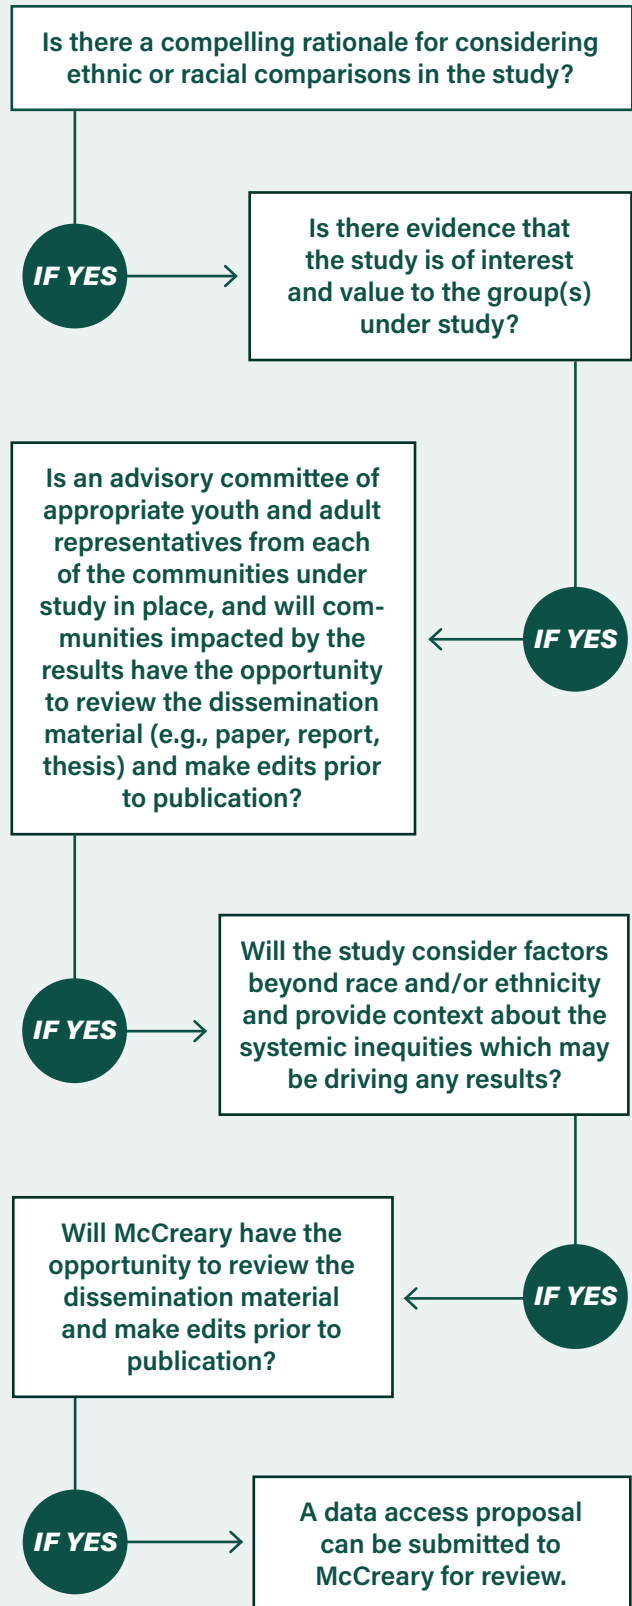 Is there a compelling rationale for considering
ethnic or racial comparisons in the study?
IF YES
Is there evidence that
the study is of interest
and value to the group(s)
under study?
IF YES
Is an advisory committee of
appropriate youth and adult
representatives from each
of the communities under
study in place, and will com-
munities impacted by the
results have the opportunity
to review the dissemination
material (e.g., paper, report,
thesis) and make edits prior
to publication?
IF YES
Will the study consider factors
beyond race and/or ethnicity
and provide context about the
systemic inequities which may
be driving any results?
IF YES
Will McCreary have the
opportunity to review the
dissemination material
and make edits prior to
publication?
IF YES
A data access proposal
can be submitted to
McCreary for review.